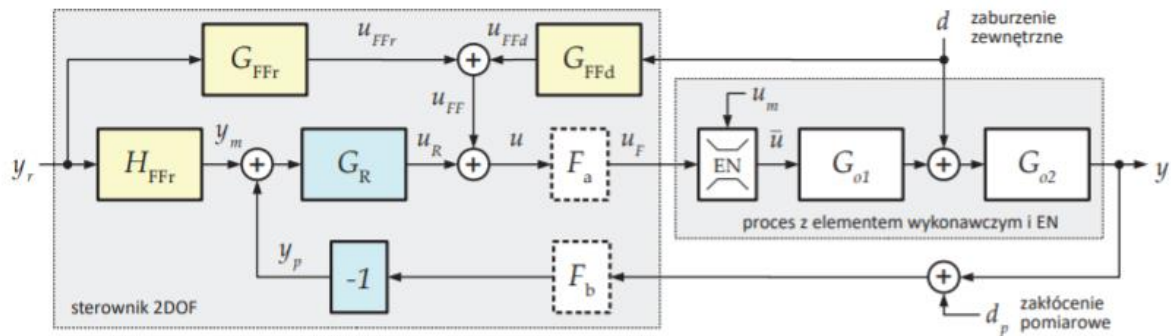 d
zaburzenie
zewnętrzne
u_FFr
u_FFd
G_FFr
G_FFd
u_FF
u_m
y_r
H_FFr
y_m
G_R
u_R
u
F_a
u_F
EN
ū
G_o1
G_o2
y
proces z elementem wykonawczym i EN
y_p
-1
F_b
sterownik 2DOF
d_p
zakłócenie
pomiarowe